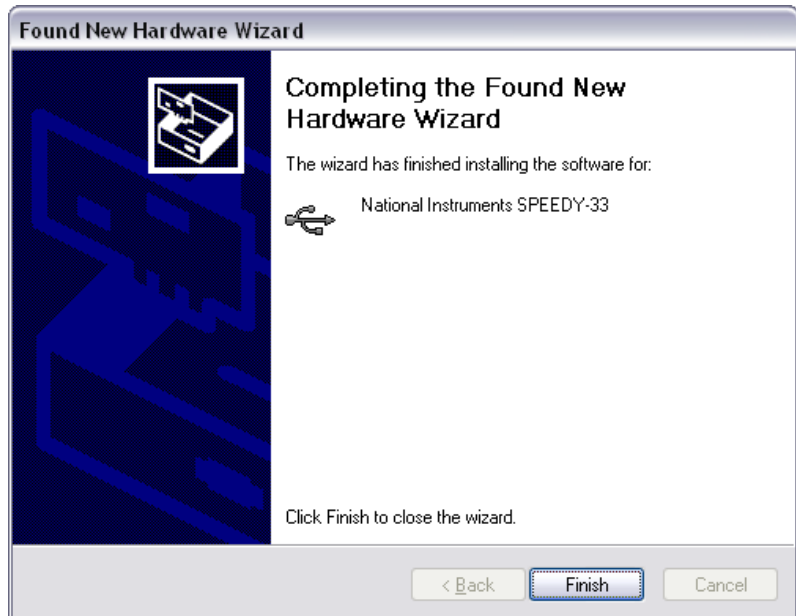 Found New Hardware Wizard
Completing the Found New
Hardware Wizard
The wizard has finished installing the software for:
National Instruments SPEEDY-33
Click Finish to close the wizard.
< Back
Finish
Cancel